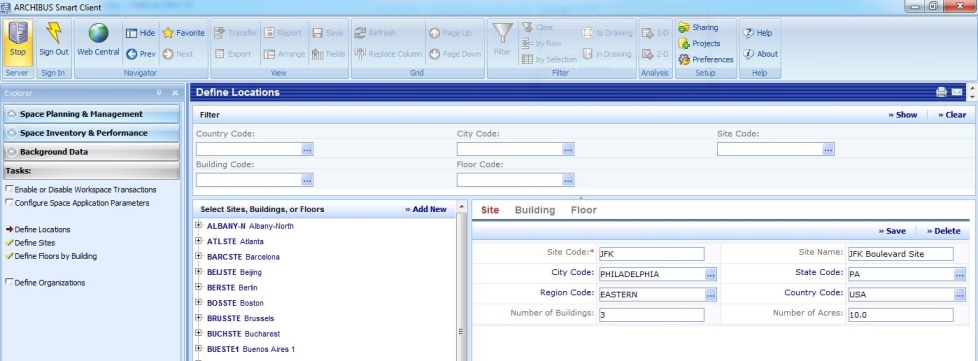 ARCHIBUS Smart Client
Stop
Sign Out
Web Central
Hide
Favorite
Prev
Next
Transfer
Report
Save
Export
Arrange
Fields
Refresh
Page Up
Replace Column
Page Down
Filter
Clear
by Row
by Selection
to Drawing
in Drawing
1-D
2-D
Sharing
Projects
Preferences
Help
About
Server
Sign In
Navigator
View
Grid
Filter
Analysis
Setup
Help
Explorer
Space Planning & Management
Space Inventory & Performance
Background Data
Tasks:
Enable or Disable Workspace Transactions
Configure Space Application Parameters
Define Locations
Define Sites
Define Floors by Building
Define Organizations
Define Locations
Filter » Show » Clear
Country Code: City Code: Site Code:
Building Code: Floor Code:
Select Sites, Buildings, or Floors » Add New
ALBANY-N Albany-North
ATLSTE Atlanta
BARCSTE Barcelona
BEIJSTE Beijing
BERSTE Berlin
BOSSTE Boston
BRUSSTE Brussels
BUCHSTE Bucharest
BUESTE1 Buenos Aires 1
Site Building Floor
» Save » Delete
Site Code:* JFK Site Name: JFK Boulevard Site
City Code: PHILADELPHIA State Code: PA
Region Code: EASTERN Country Code: USA
Number of Buildings: 3 Number of Acres: 10.0